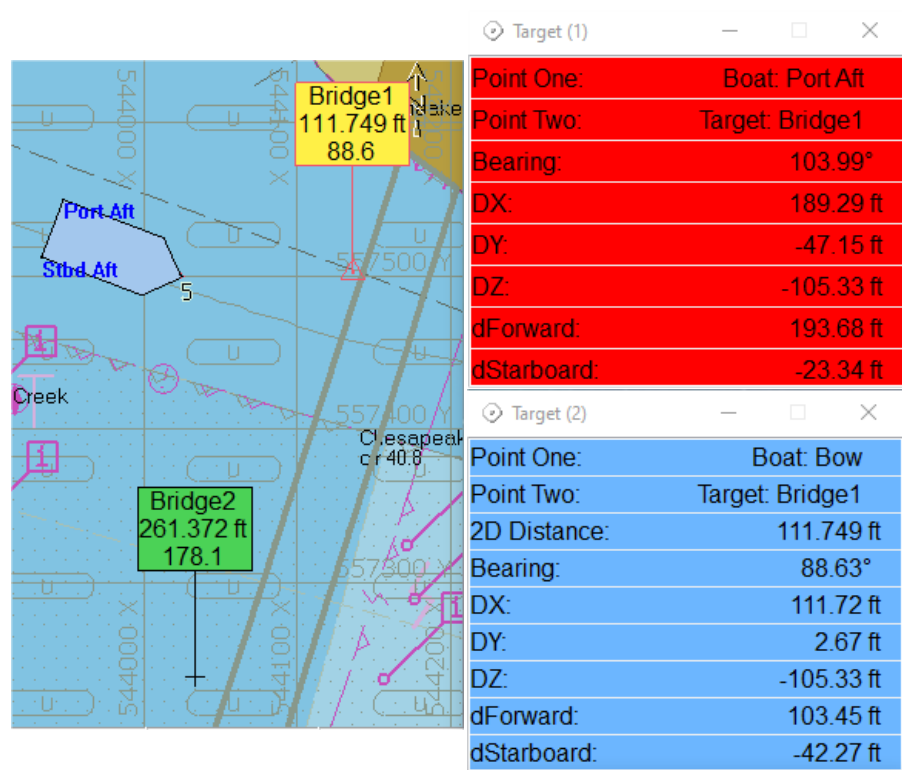 Target (1)
Point One: Boat: Port Aft
Point Two: Target: Bridge1
Bearing: 103.99°
DX: 189.29 ft
DY: -47.15 ft
DZ: -105.33 ft
dForward: 193.68 ft
dStarboard: -23.34 ft
Target (2)
Point One: Boat: Bow
Point Two: Target: Bridge1
2D Distance: 111.749 ft
Bearing: 88.63°
DX: 111.72 ft
DY: 2.67 ft
DZ: -105.33 ft
dForward: 103.45 ft
dStarboard: -42.27 ft
544000 X
544100 X
Bridge1
111.749 ft
88.6
U
Port Aft
U
U
557500 Y
Stbd Aft
5
U
U
1
Creek
557400 Y
Chesapeak
clr 40.8
1
U
U
Bridge2
261.372 ft
178.1
557300 Y
U
U
1
544000 X
544100
544200
U
U
U